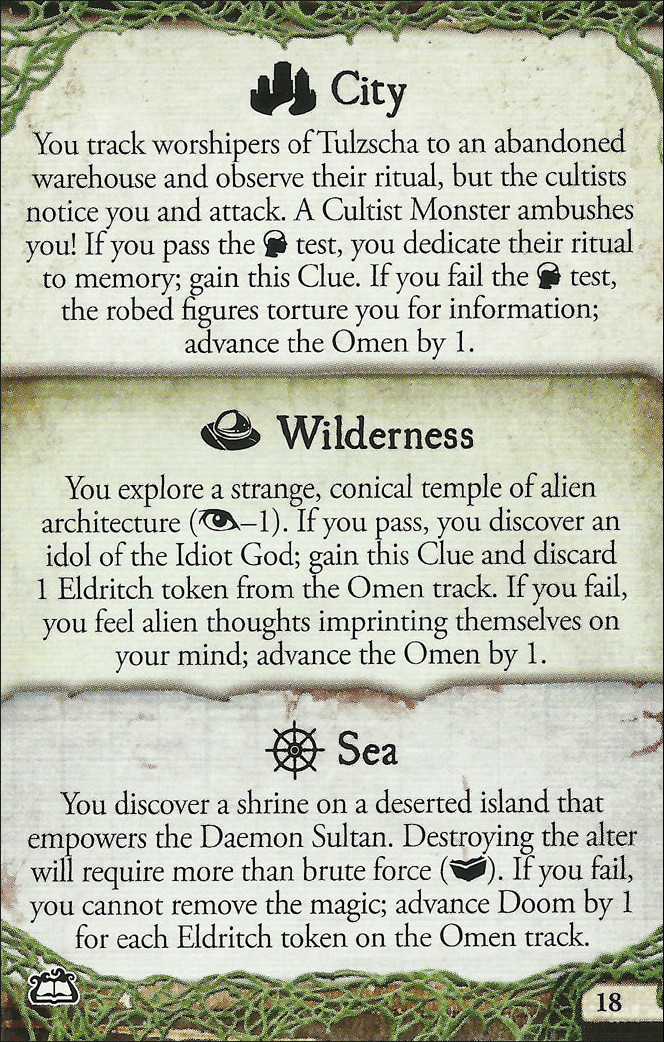 City
You track worshipers of Tulzscha to an abandoned
warehouse and observe their ritual, but the cultists
notice you and attack. A Cultist Monster ambushes
you! If you pass the test, you dedicate their ritual
to memory; gain this Clue. If you fail the test,
the robed figures torture you for information;
advance the Omen by 1.
Wilderness
You explore a strange, conical temple of alien
architecture (–1). If you pass, you discover an
idol of the Idiot God; gain this Clue and discard
1 Eldritch token from the Omen track. If you fail,
you feel alien thoughts imprinting themselves on
your mind; advance the Omen by 1.
Sea
You discover a shrine on a deserted island that
empowers the Daemon Sultan. Destroying the alter
will require more than brute force (). If you fail,
you cannot remove the magic; advance Doom by 1
for each Eldritch token on the Omen track.
18